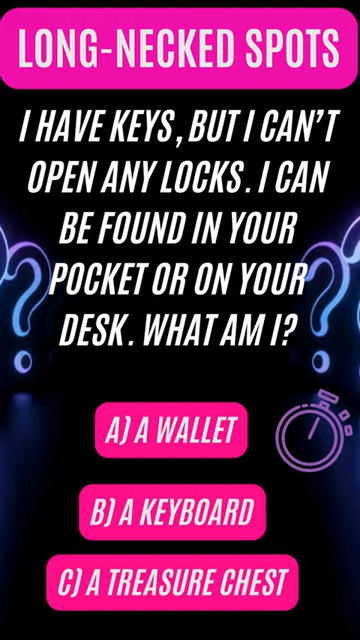 LONG-NECKED SPOTS
I HAVE KEYS, BUT I CAN'T
OPEN ANY LOCKS. I CAN
BE FOUND IN YOUR
POCKET OR ON YOUR
DESK. WHAT AM I?
A) A WALLET
B) A KEYBOARD
C) A TREASURE CHEST